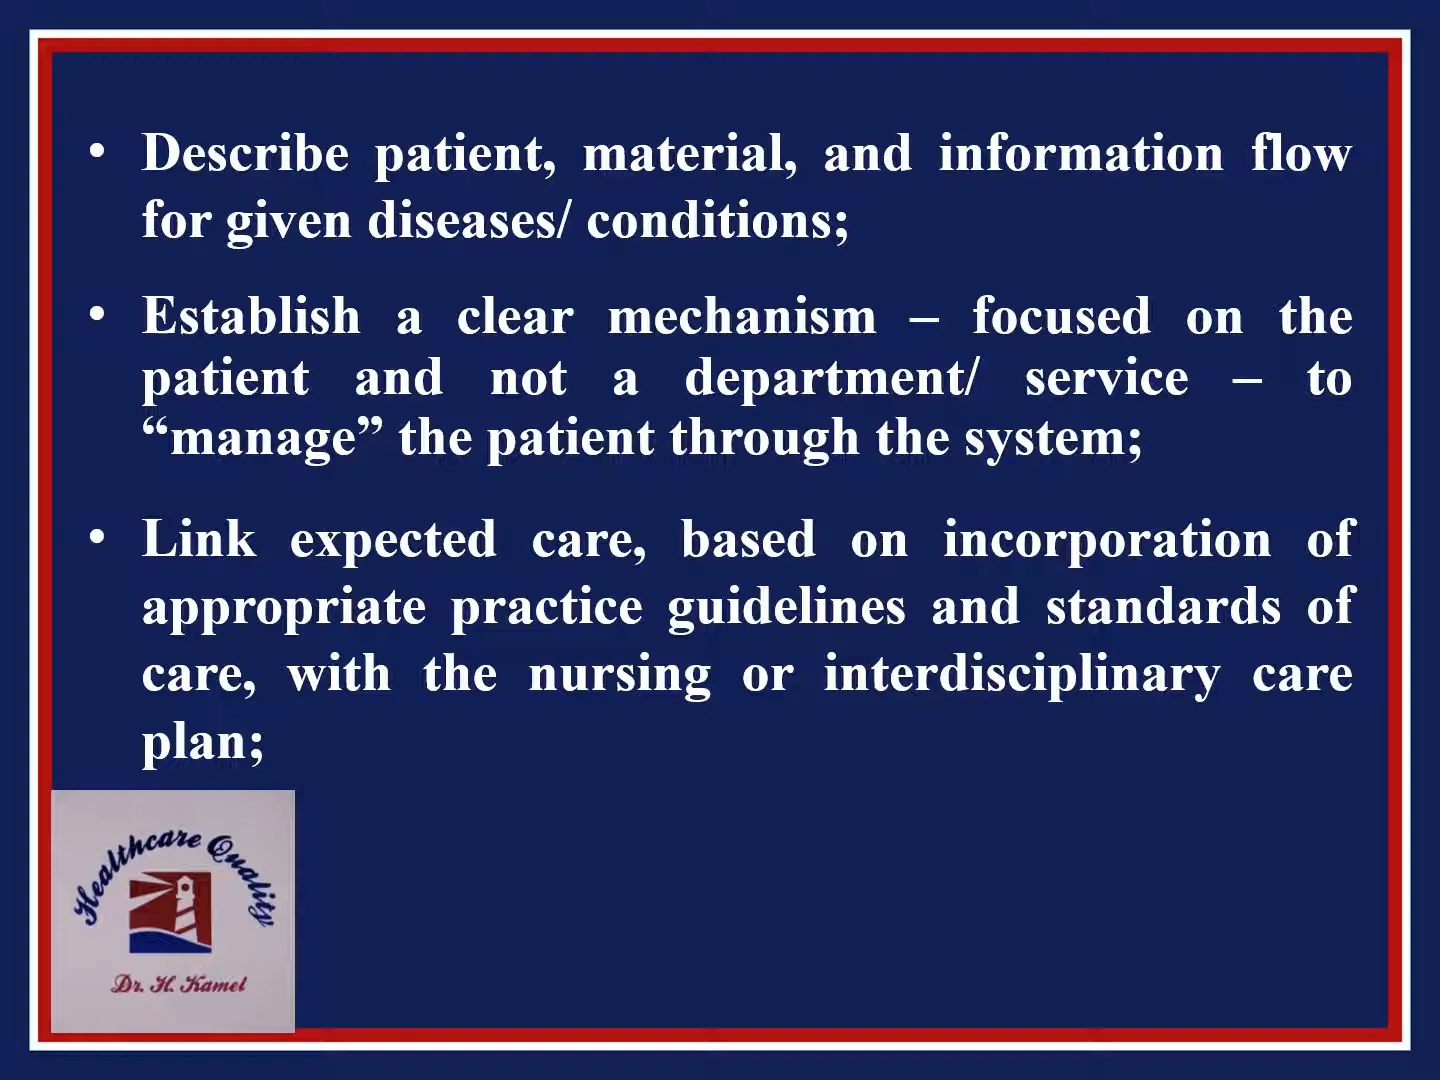 • Describe patient, material, and information flow
for given diseases/ conditions;
• Establish a clear mechanism – focused on the
patient and not a department/ service – to
“manage” the patient through the system;
• Link expected care, based on incorporation of
appropriate practice guidelines and standards of
care, with the nursing or interdisciplinary care
plan;
Healthcare Quality
Dr. H. Kamel